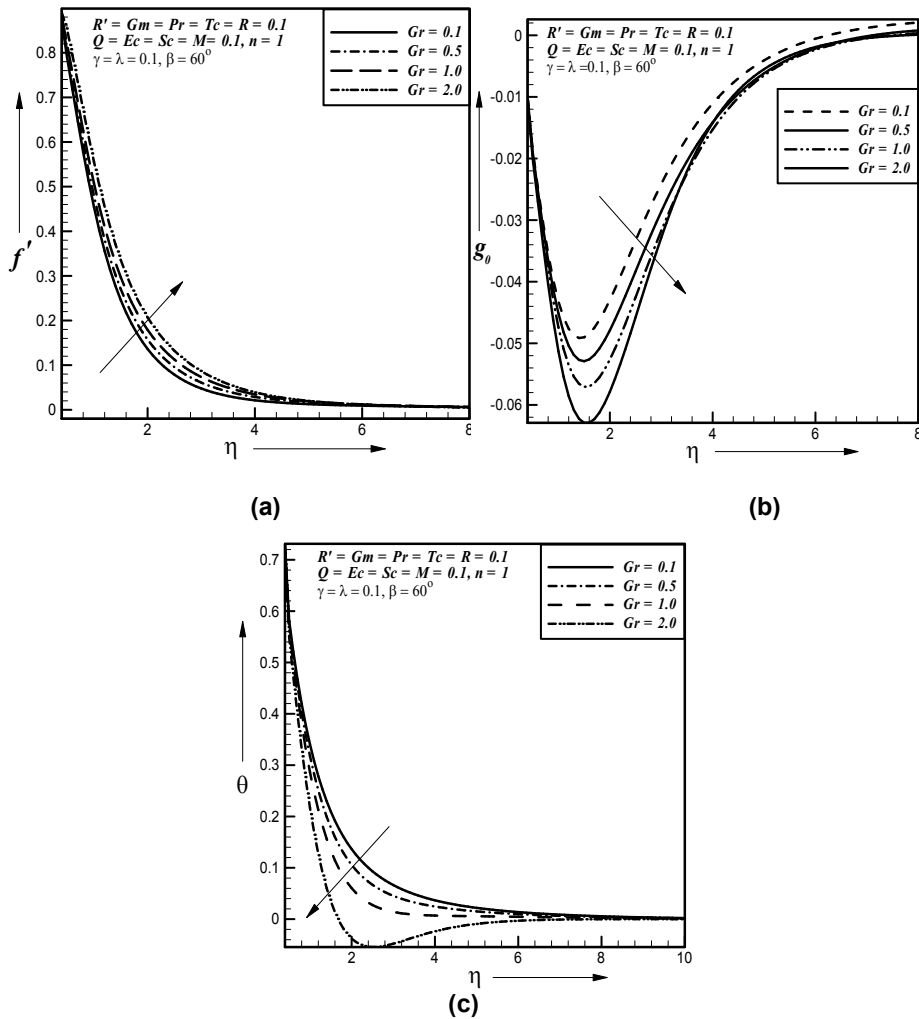 R' = Gm = Pr = Tc = R = 0.1
Q = Ec = Sc = M = 0.1, n = 1
γ = λ = 0.1, β = 60°
Gr = 0.1
Gr = 0.5
Gr = 1.0
Gr = 2.0
0.8
0.7
0.6
0.5
0.4
0.3
0.2
0.1
0
f'
2
4
6
8
η
(a)
R' = Gm = Pr = Tc = R = 0.1
Q = Ec = Sc = M = 0.1, n = 1
γ = λ =0.1, β = 60°
Gr = 0.1
Gr = 0.5
Gr = 1.0
Gr = 2.0
0
-0.01
-0.02
-0.03
-0.04
-0.05
-0.06
g₀
2
4
6
8
η
(b)
R' = Gm = Pr = Tc = R = 0.1
Q = Ec = Sc = M = 0.1, n = 1
γ = λ = 0.1, β = 60°
Gr = 0.1
Gr = 0.5
Gr = 1.0
Gr = 2.0
0.7
0.6
0.5
0.4
0.3
0.2
0.1
0
θ
2
4
6
8
10
η
(c)